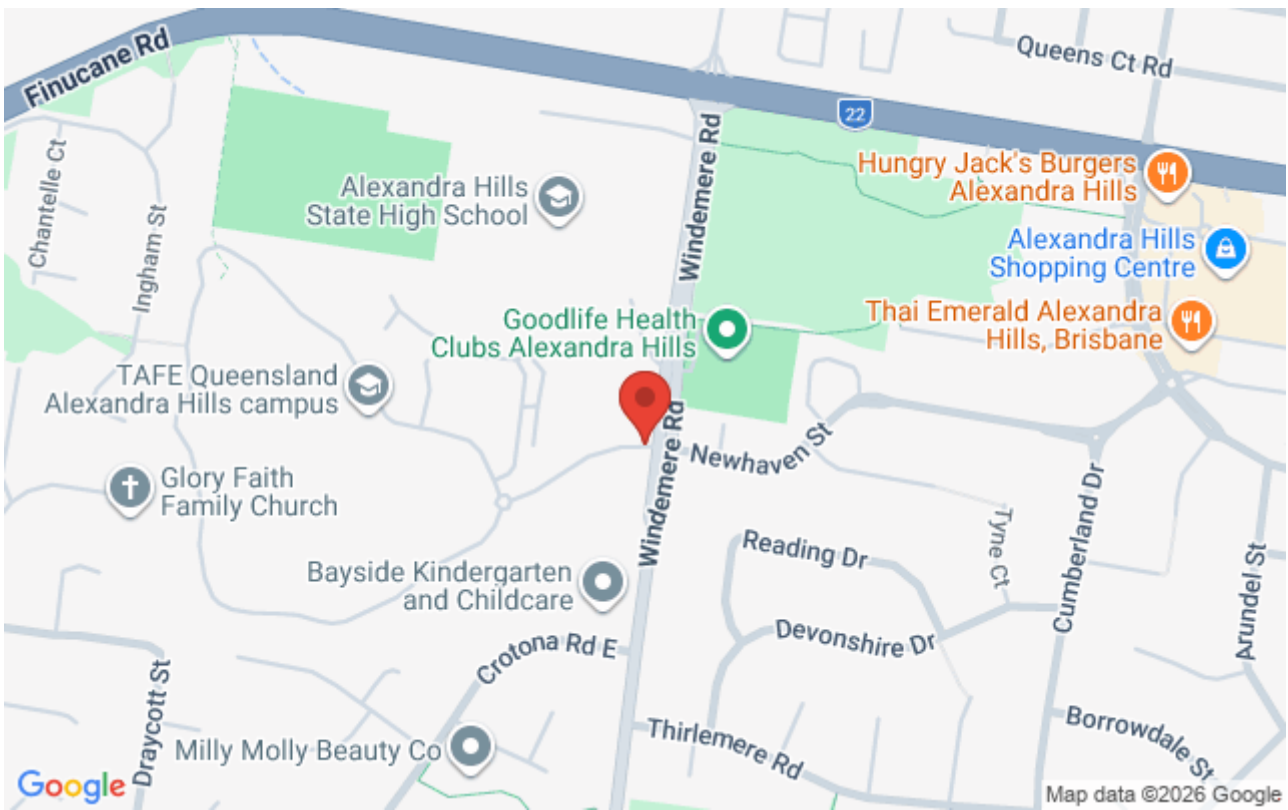 Finucane Rd
Queens Ct Rd
22
Windemere Rd
Hungry Jack's Burgers
Alexandra Hills
Chantelle Ct
Ingham St
Alexandra Hills
State High School
Alexandra Hills
Shopping Centre
Goodlife Health
Clubs Alexandra Hills
Thai Emerald Alexandra
Hills, Brisbane
TAFE Queensland
Alexandra Hills campus
Windemere Rd
Newhaven St
Glory Faith
Family Church
Tyne Ct
Cumberland Dr
Arundel St
Reading Dr
Bayside Kindergarten
and Childcare
Devonshire Dr
Crotona Rd E
Draycott St
Milly Molly Beauty Co
Thirlemere Rd
Borrowdale St
Google
Map data ©2026 Google